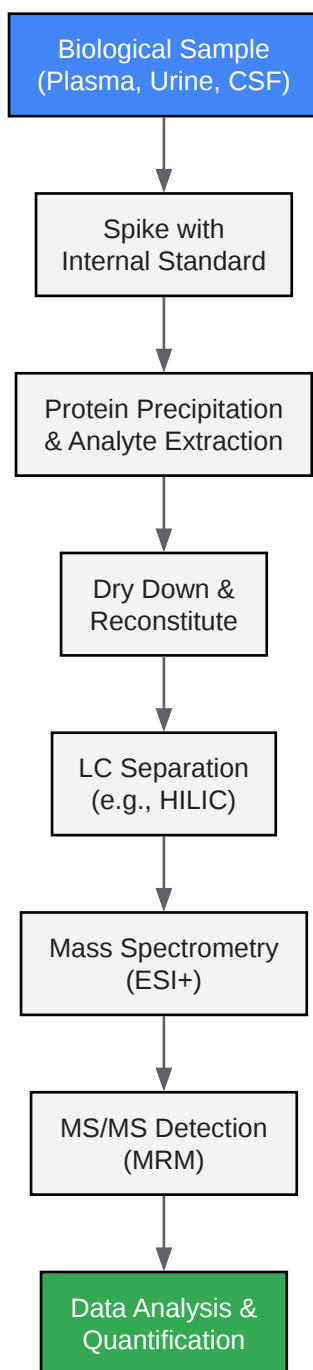 Biological Sample
(Plasma, Urine, CSF)
Spike with
Internal Standard
Protein Precipitation
& Analyte Extraction
Dry Down &
Reconstitute
LC Separation
(e.g., HILIC)
Mass Spectrometry
(ESI+)
MS/MS Detection
(MRM)
Data Analysis &
Quantification